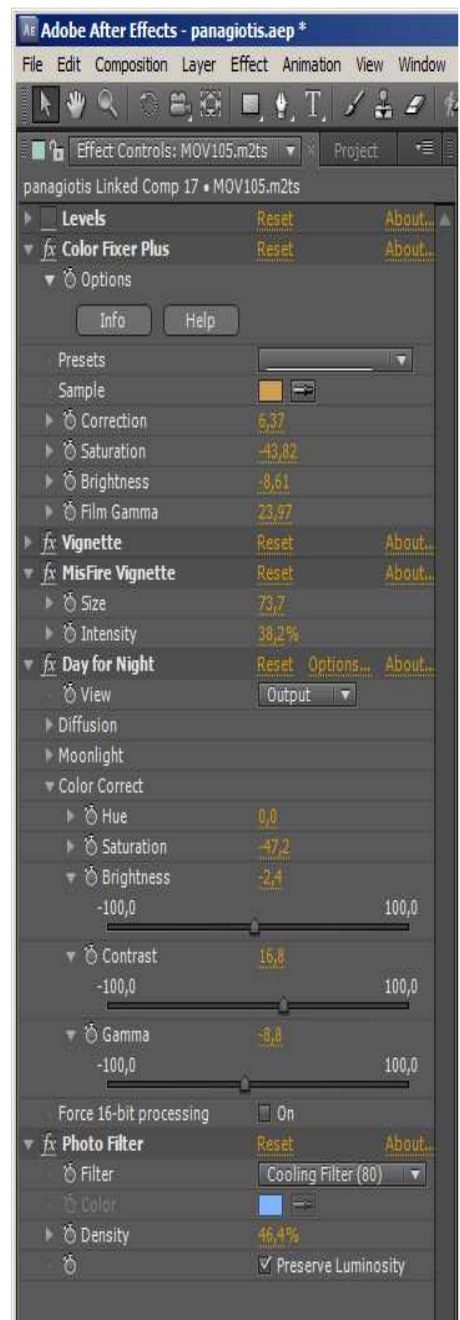 AE Adobe After Effects - panagiotis.aep *
File Edit Composition Layer Effect Animation View Window
Effect Controls: MOV105.m2ts Project
panagiotis Linked Comp 17 • MOV105.m2ts
Levels Reset About...
fx Color Fixer Plus Reset About...
Options
Info Help
Presets
Sample
Correction 6,37
Saturation -43,82
Brightness -8,61
Film Gamma 23,97
fx Vignette Reset About...
fx MisFire Vignette Reset About...
Size 73,7
Intensity 38,2%
fx Day for Night Reset Options... About...
View Output
Diffusion
Moonlight
Color Correct
Hue 0,0
Saturation -47,2
Brightness -2,4
-100,0 100,0
Contrast 16,8
-100,0 100,0
Gamma -8,8
-100,0 100,0
Force 16-bit processing On
fx Photo Filter Reset About...
Filter Cooling Filter (80)
Color
Density 46,4%
Preserve Luminosity